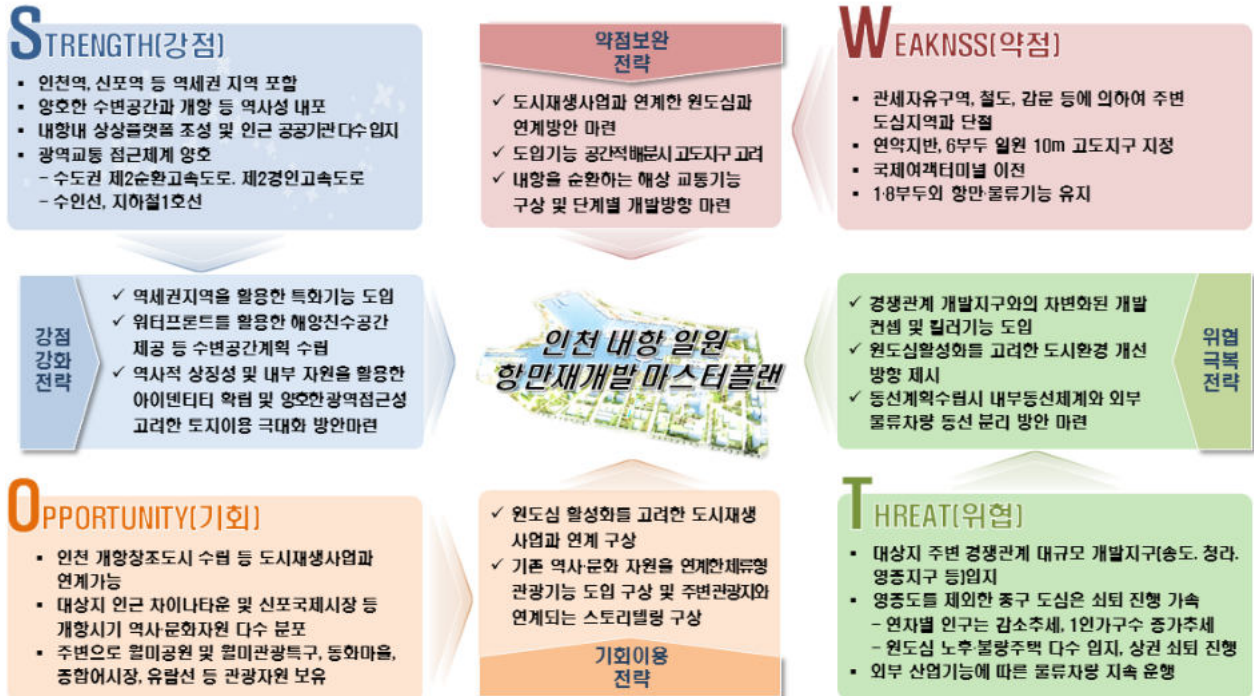 STRENGTH(강점)
▪ 인천역, 신포역 등 역세권 지역 포함
▪ 양호한 수변공간과 개항 등 역사성 내포
▪ 내항내 상상플랫폼 조성 및 인근 공공기관 다수 입지
▪ 광역교통 접근체계 양호
– 수도권 제2순환고속도로. 제2경인고속도로
– 수인선, 지하철1호선
약점보완
전략
✓ 도시재생사업과 연계한 원도심과
연계방안 마련
✓ 도입기능 공간적 배분시 고도지구 고려
✓ 내항을 순환하는 해상 교통기능
구상 및 단계별 개발방향 마련
WEAKNSS(약점)
▪ 관세자유구역, 철도, 갑문 등에 의하여 주변
도심지역과 단절
▪ 연약지반, 6부두 일원 10m 고도지구 지정
▪ 국제여객터미널 이전
▪ 1·8부두외 항만·물류기능 유지
강점
강화
전략
✓ 역세권지역을 활용한 특화기능 도입
✓ 워터프론트를 활용한 해양친수공간
제공 등 수변공간계획 수립
✓ 역사적 상징성 및 내부 자원을 활용한
아이덴티티 확립 및 양호한 광역접근성
고려한 토지이용 극대화 방안마련
인천 내항 일원
항만재개발 마스터플랜
✓ 경쟁관계 개발지구와의 차변화된 개발
컨셉 및 킬러기능 도입
✓ 원도심활성화를 고려한 도시환경 개선
방향 제시
✓ 동선계획수립시 내부동선체계와 외부
물류차량 동선 분리 방안 마련
위협
극복
전략
OPPORTUNITY(기회)
▪ 인천 개항창조도시 수립 등 도시재생사업과
연계가능
▪ 대상지 인근 차이나타운 및 신포국제시장 등
개항시기 역사·문화자원 다수 분포
▪ 주변으로 월미공원 및 월미관광특구, 동화마을,
종합어시장, 유람선 등 관광자원 보유
✓ 원도심 활성화를 고려한 도시재생
사업과 연계 구상
✓ 기존 역사·문화 자원을 연계한체류형
관광기능 도입 구상 및 주변관광지와
연계되는 스토리텔링 구상
기회이용
전략
THREAT(위협)
▪ 대상지 주변 경쟁관계 대규모 개발지구(송도. 청라.
영종지구 등)입지
▪ 영종도를 제외한 중구 도심은 쇠퇴 진행 가속
– 연차별 인구는 감소추세, 1인가구수 증가추세
– 원도심 노후·불량주택 다수 입지, 상권 쇠퇴 진행
▪ 외부 산업기능에 따른 물류차량 지속 운행